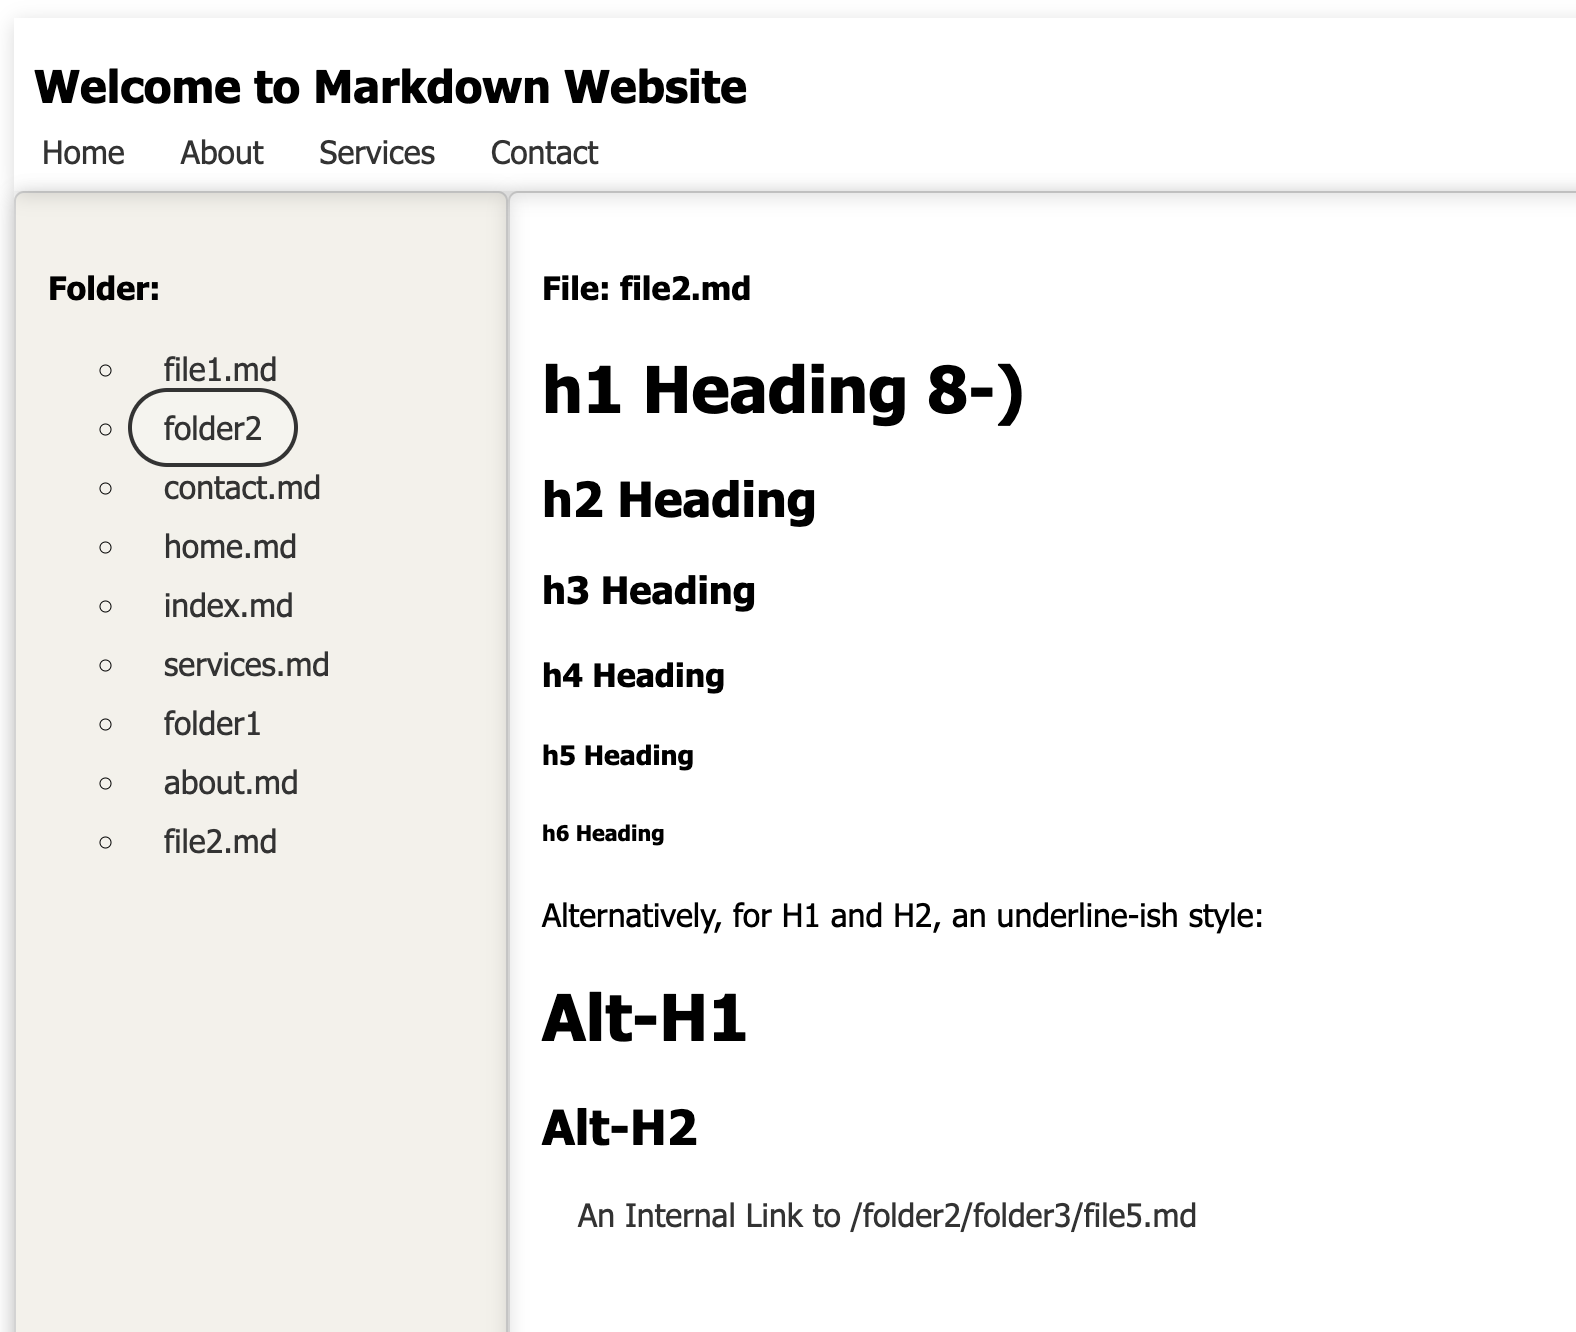 Welcome to Markdown Website
Home About Services Contact
Folder:
file1.md
folder2
contact.md
home.md
index.md
services.md
folder1
about.md
file2.md
File: file2.md
h1 Heading 8-)
h2 Heading
h3 Heading
h4 Heading
h5 Heading
h6 Heading
Alternatively, for H1 and H2, an underline-ish style:
Alt-H1
Alt-H2
An Internal Link to /folder2/folder3/file5.md